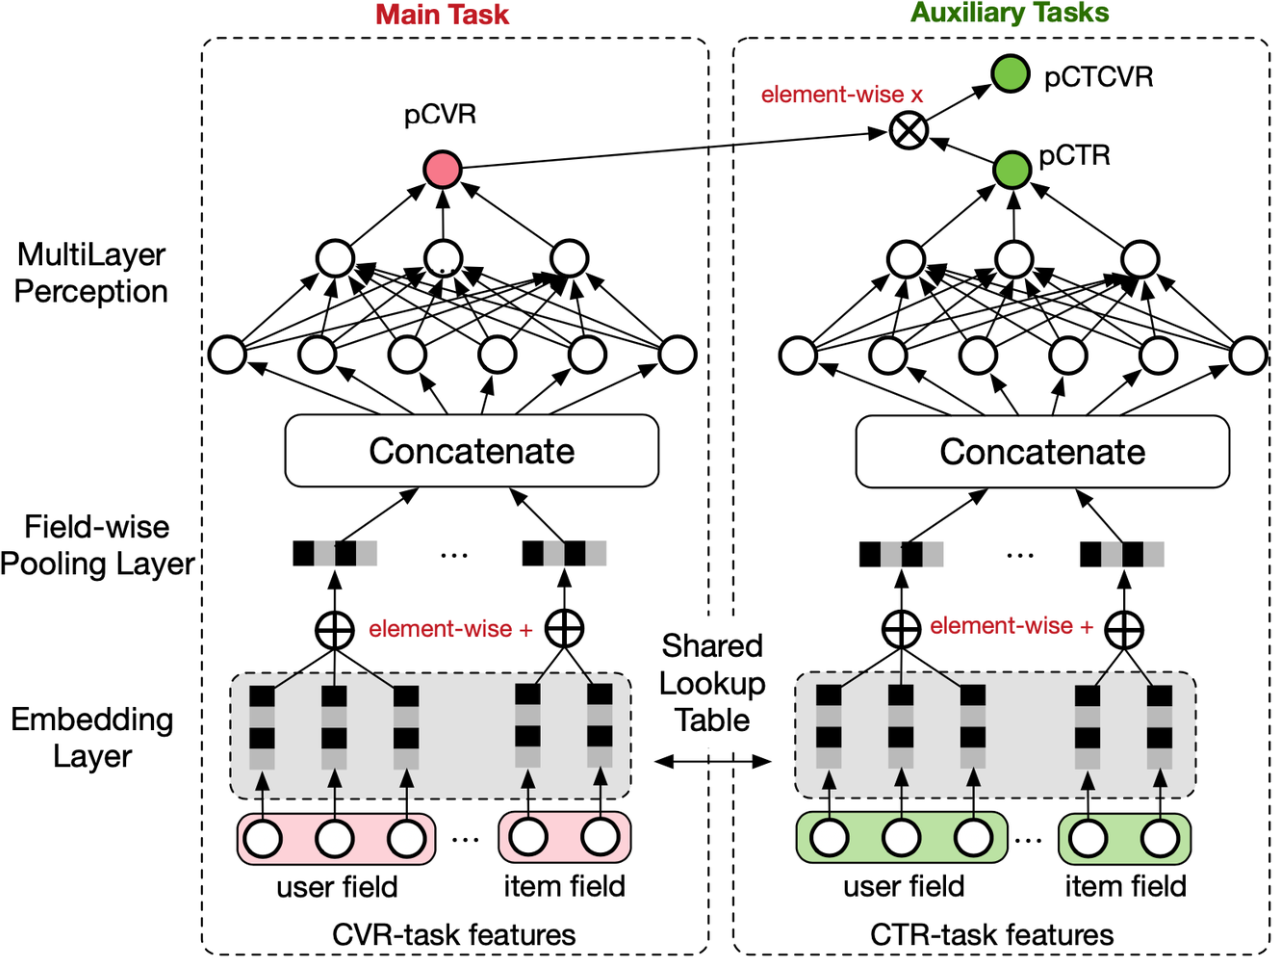 Main Task
Auxiliary Tasks
pCTCVR
element-wise x
pCVR
pCTR
MultiLayer
Perception
Concatenate
Concatenate
Field-wise
Pooling Layer
...
...
element-wise +
element-wise +
Shared
Lookup
Table
Embedding
Layer
...
...
user field
item field
user field
item field
CVR-task features
CTR-task features